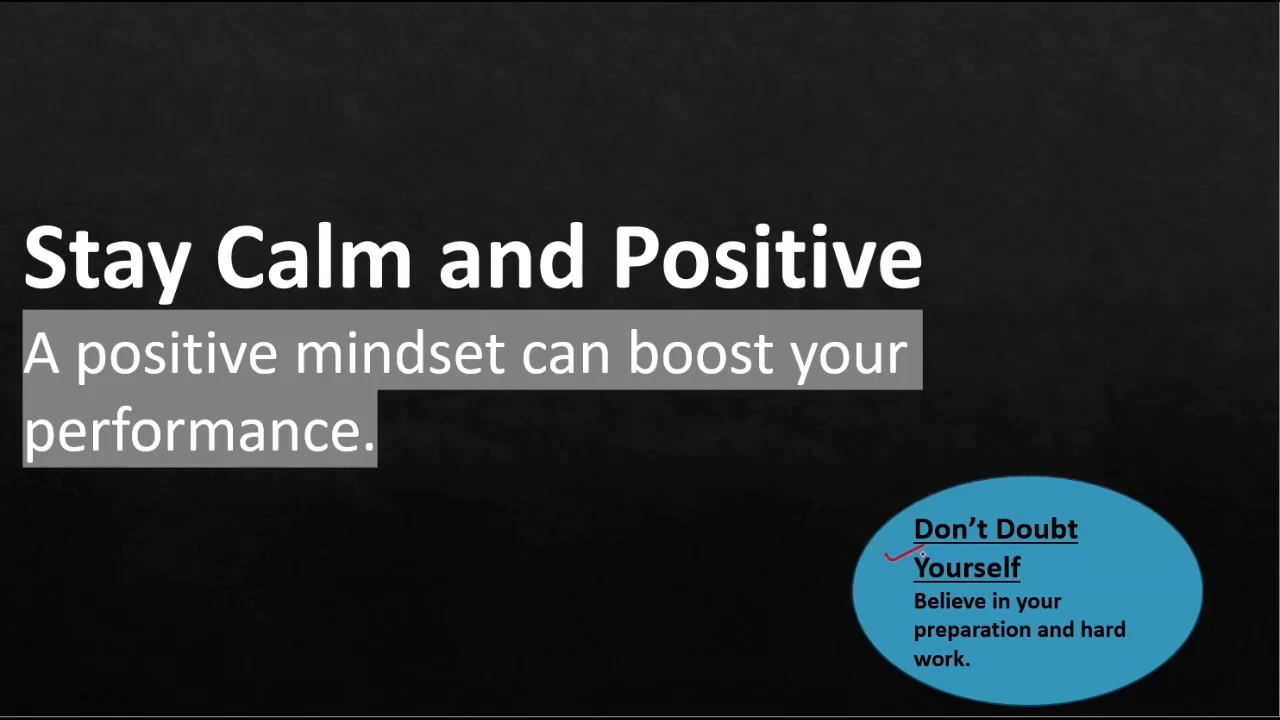 Stay Calm and Positive
A positive mindset can boost your
performance.
Don’t Doubt
Yourself
Believe in your
preparation and hard
work.